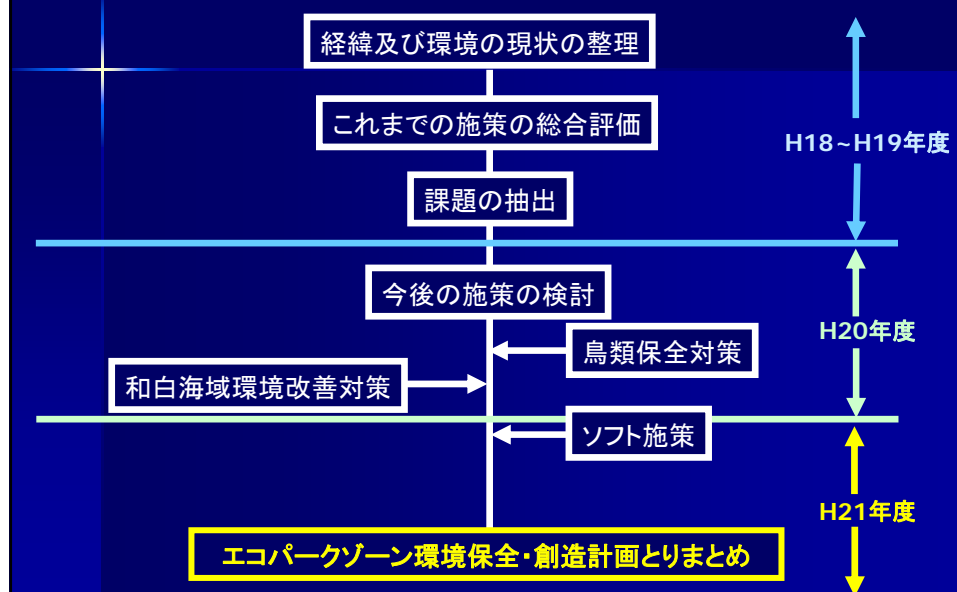 経緯及び環境の現状の整理
これまでの施策の総合評価
H18~H19年度
課題の抽出
今後の施策の検討
H20年度
鳥類保全対策
和白海域環境改善対策
ソフト施策
H21年度
エコパークゾーン環境保全・創造計画とりまとめ